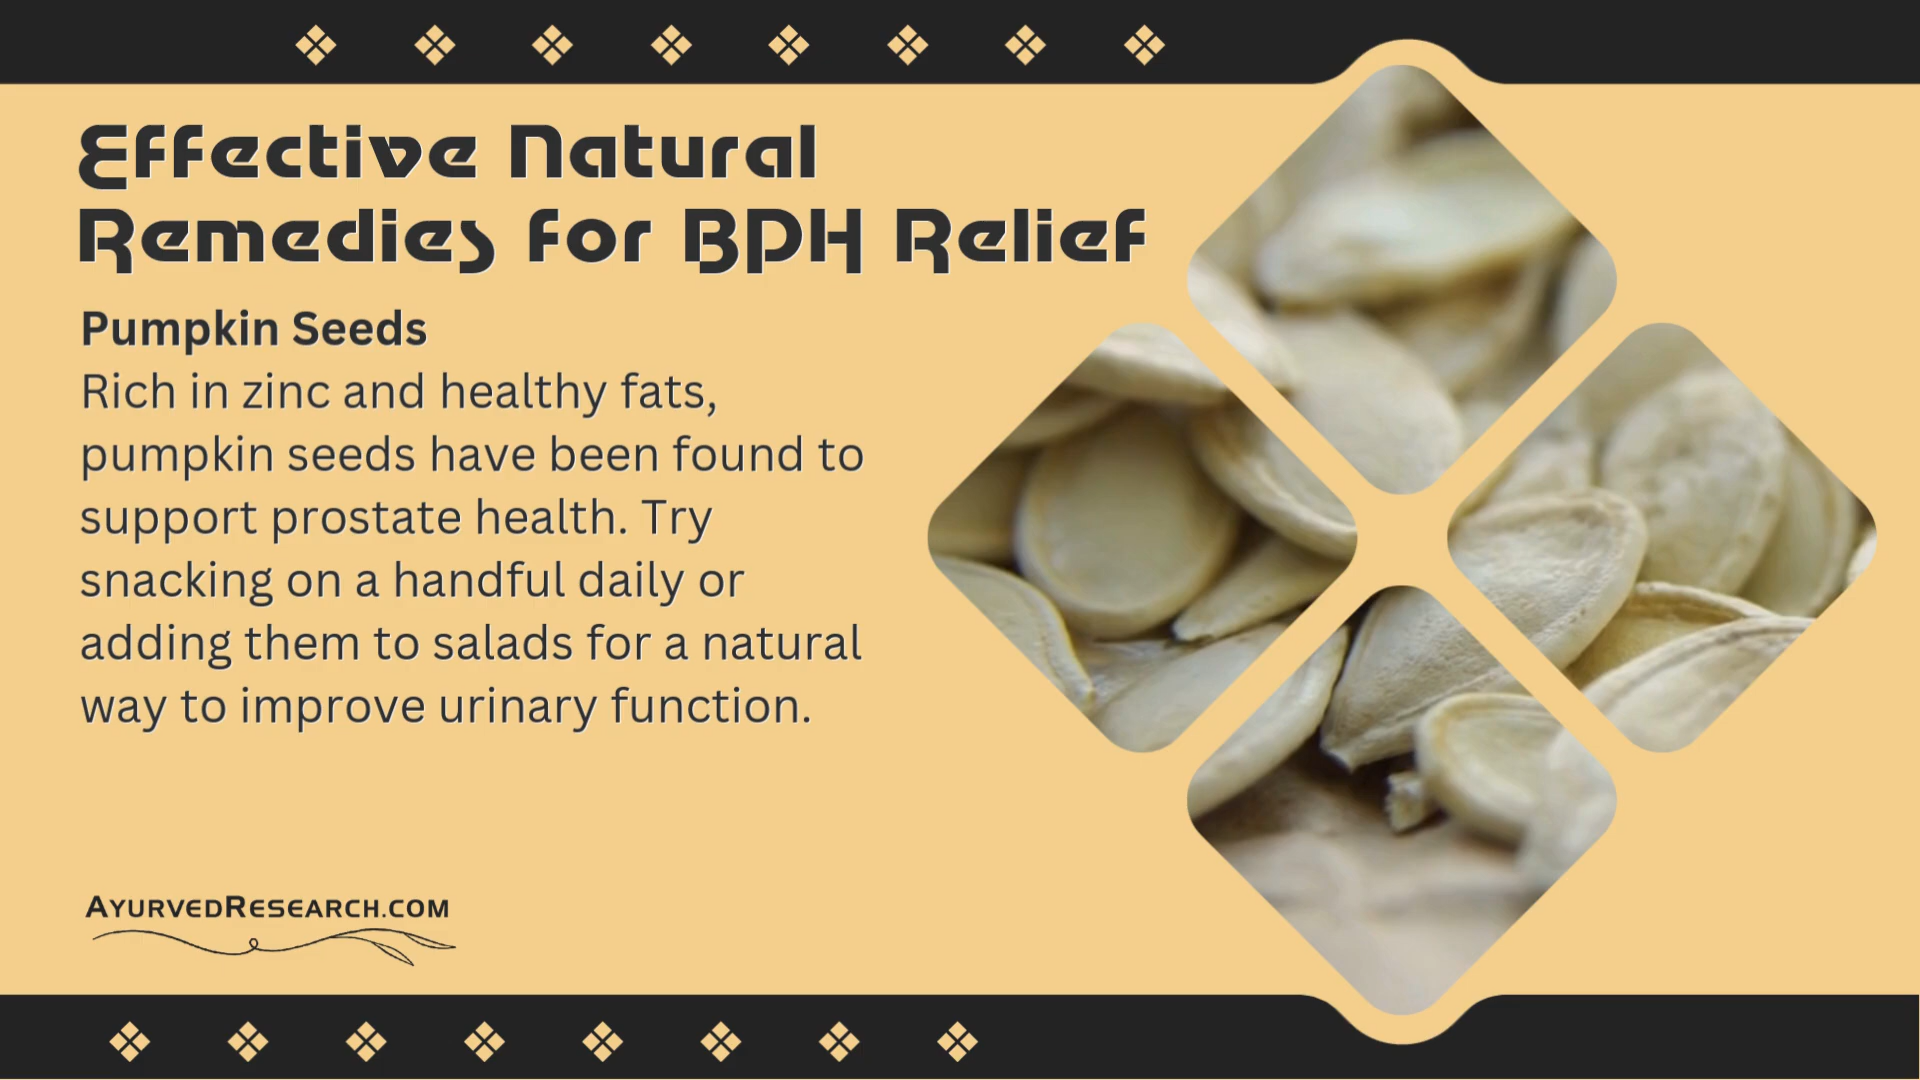 Effective Natural
Remedies for BPH Relief
Pumpkin Seeds
Rich in zinc and healthy fats,
pumpkin seeds have been found to
support prostate health. Try
snacking on a handful daily or
adding them to salads for a natural
way to improve urinary function.
AyurvedResearch.com